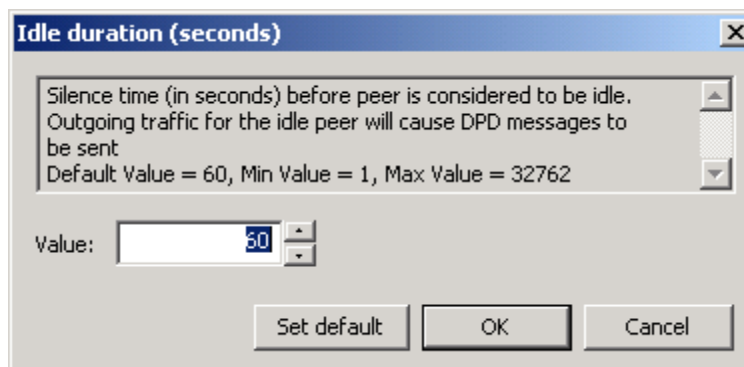 Idle duration (seconds)
Silence time (in seconds) before peer is considered to be idle.
Outgoing traffic for the idle peer will cause DPD messages to
be sent
Default Value = 60, Min Value = 1, Max Value = 32762
Value: 60
Set default OK Cancel